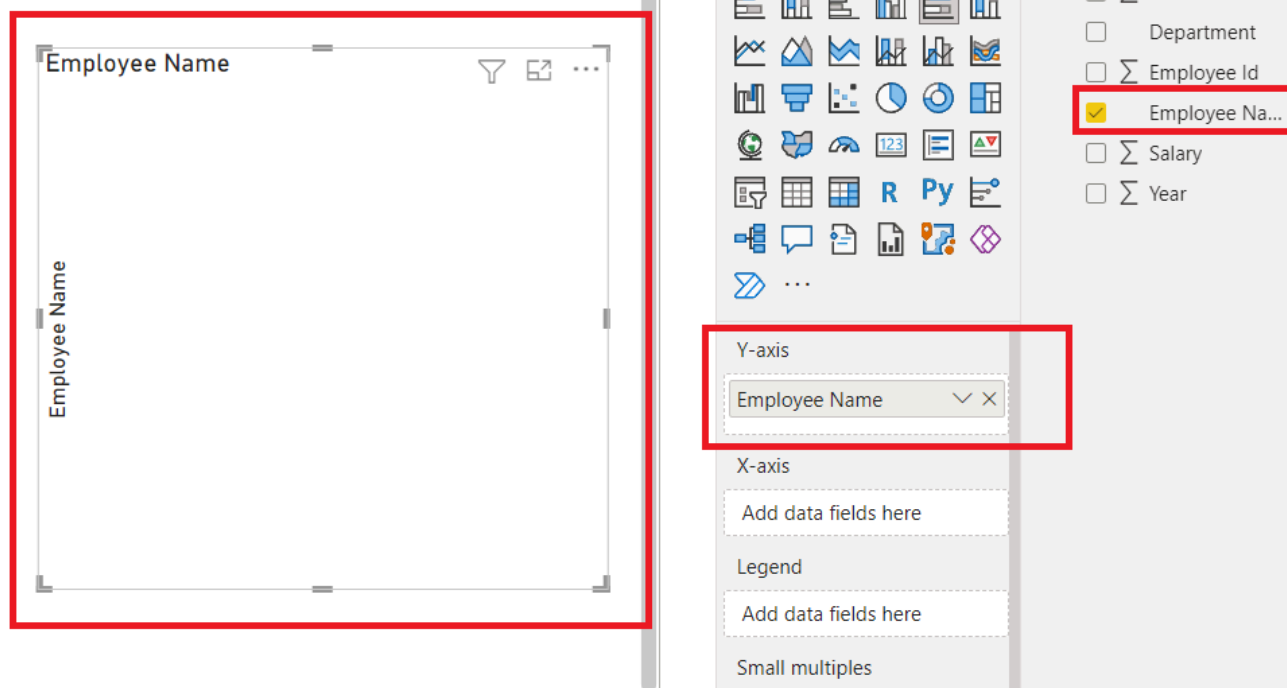 Employee Name
Employee Name
123
R
Py
Y-axis
Employee Name
X-axis
Add data fields here
Legend
Add data fields here
Small multiples
Department
∑ Employee Id
Employee Na...
∑ Salary
∑ Year